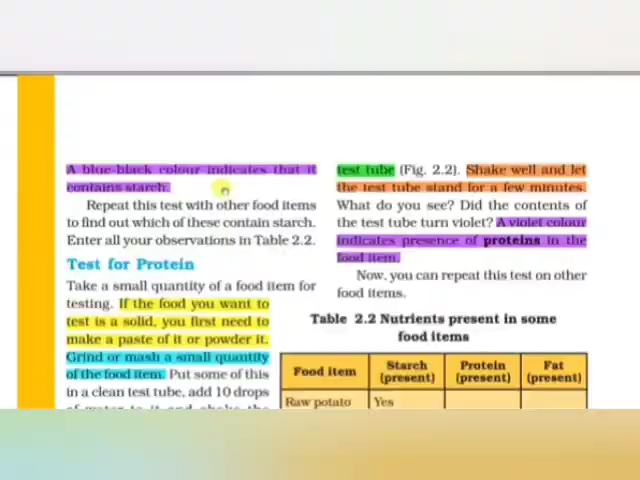 A blue-black colour indicates that it
contains starch.
Repeat this test with other food items
to find out which of these contain starch.
Enter all your observations in Table 2.2.
Test for Protein
Take a small quantity of a food item for
testing. If the food you want to
test is a solid, you first need to
make a paste of it or powder it.
Grind or mash a small quantity
of the food item. Put some of this
in a clean test tube, add 10 drops
of water to it and shake the
test tube (Fig. 2.2). Shake well and let
the test tube stand for a few minutes.
What do you see? Did the contents of
the test tube turn violet? A violet colour
indicates presence of proteins in the
food item.
Now, you can repeat this test on other
food items.
Table 2.2 Nutrients present in some
food items
Food item Starch (present) Protein (present) Fat (present)
Raw potato Yes